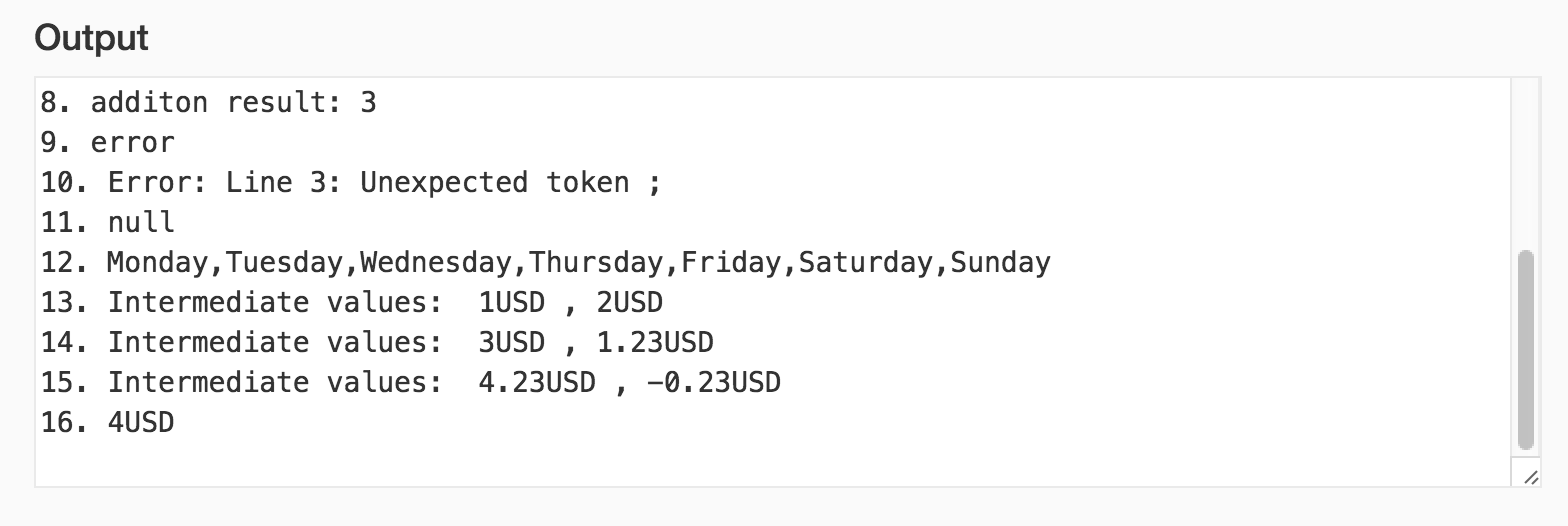 Output
8. additon result: 3
9. error
10. Error: Line 3: Unexpected token ;
11. null
12. Monday,Tuesday,Wednesday,Thursday,Friday,Saturday,Sunday
13. Intermediate values:  1USD , 2USD
14. Intermediate values:  3USD , 1.23USD
15. Intermediate values:  4.23USD , -0.23USD
16. 4USD